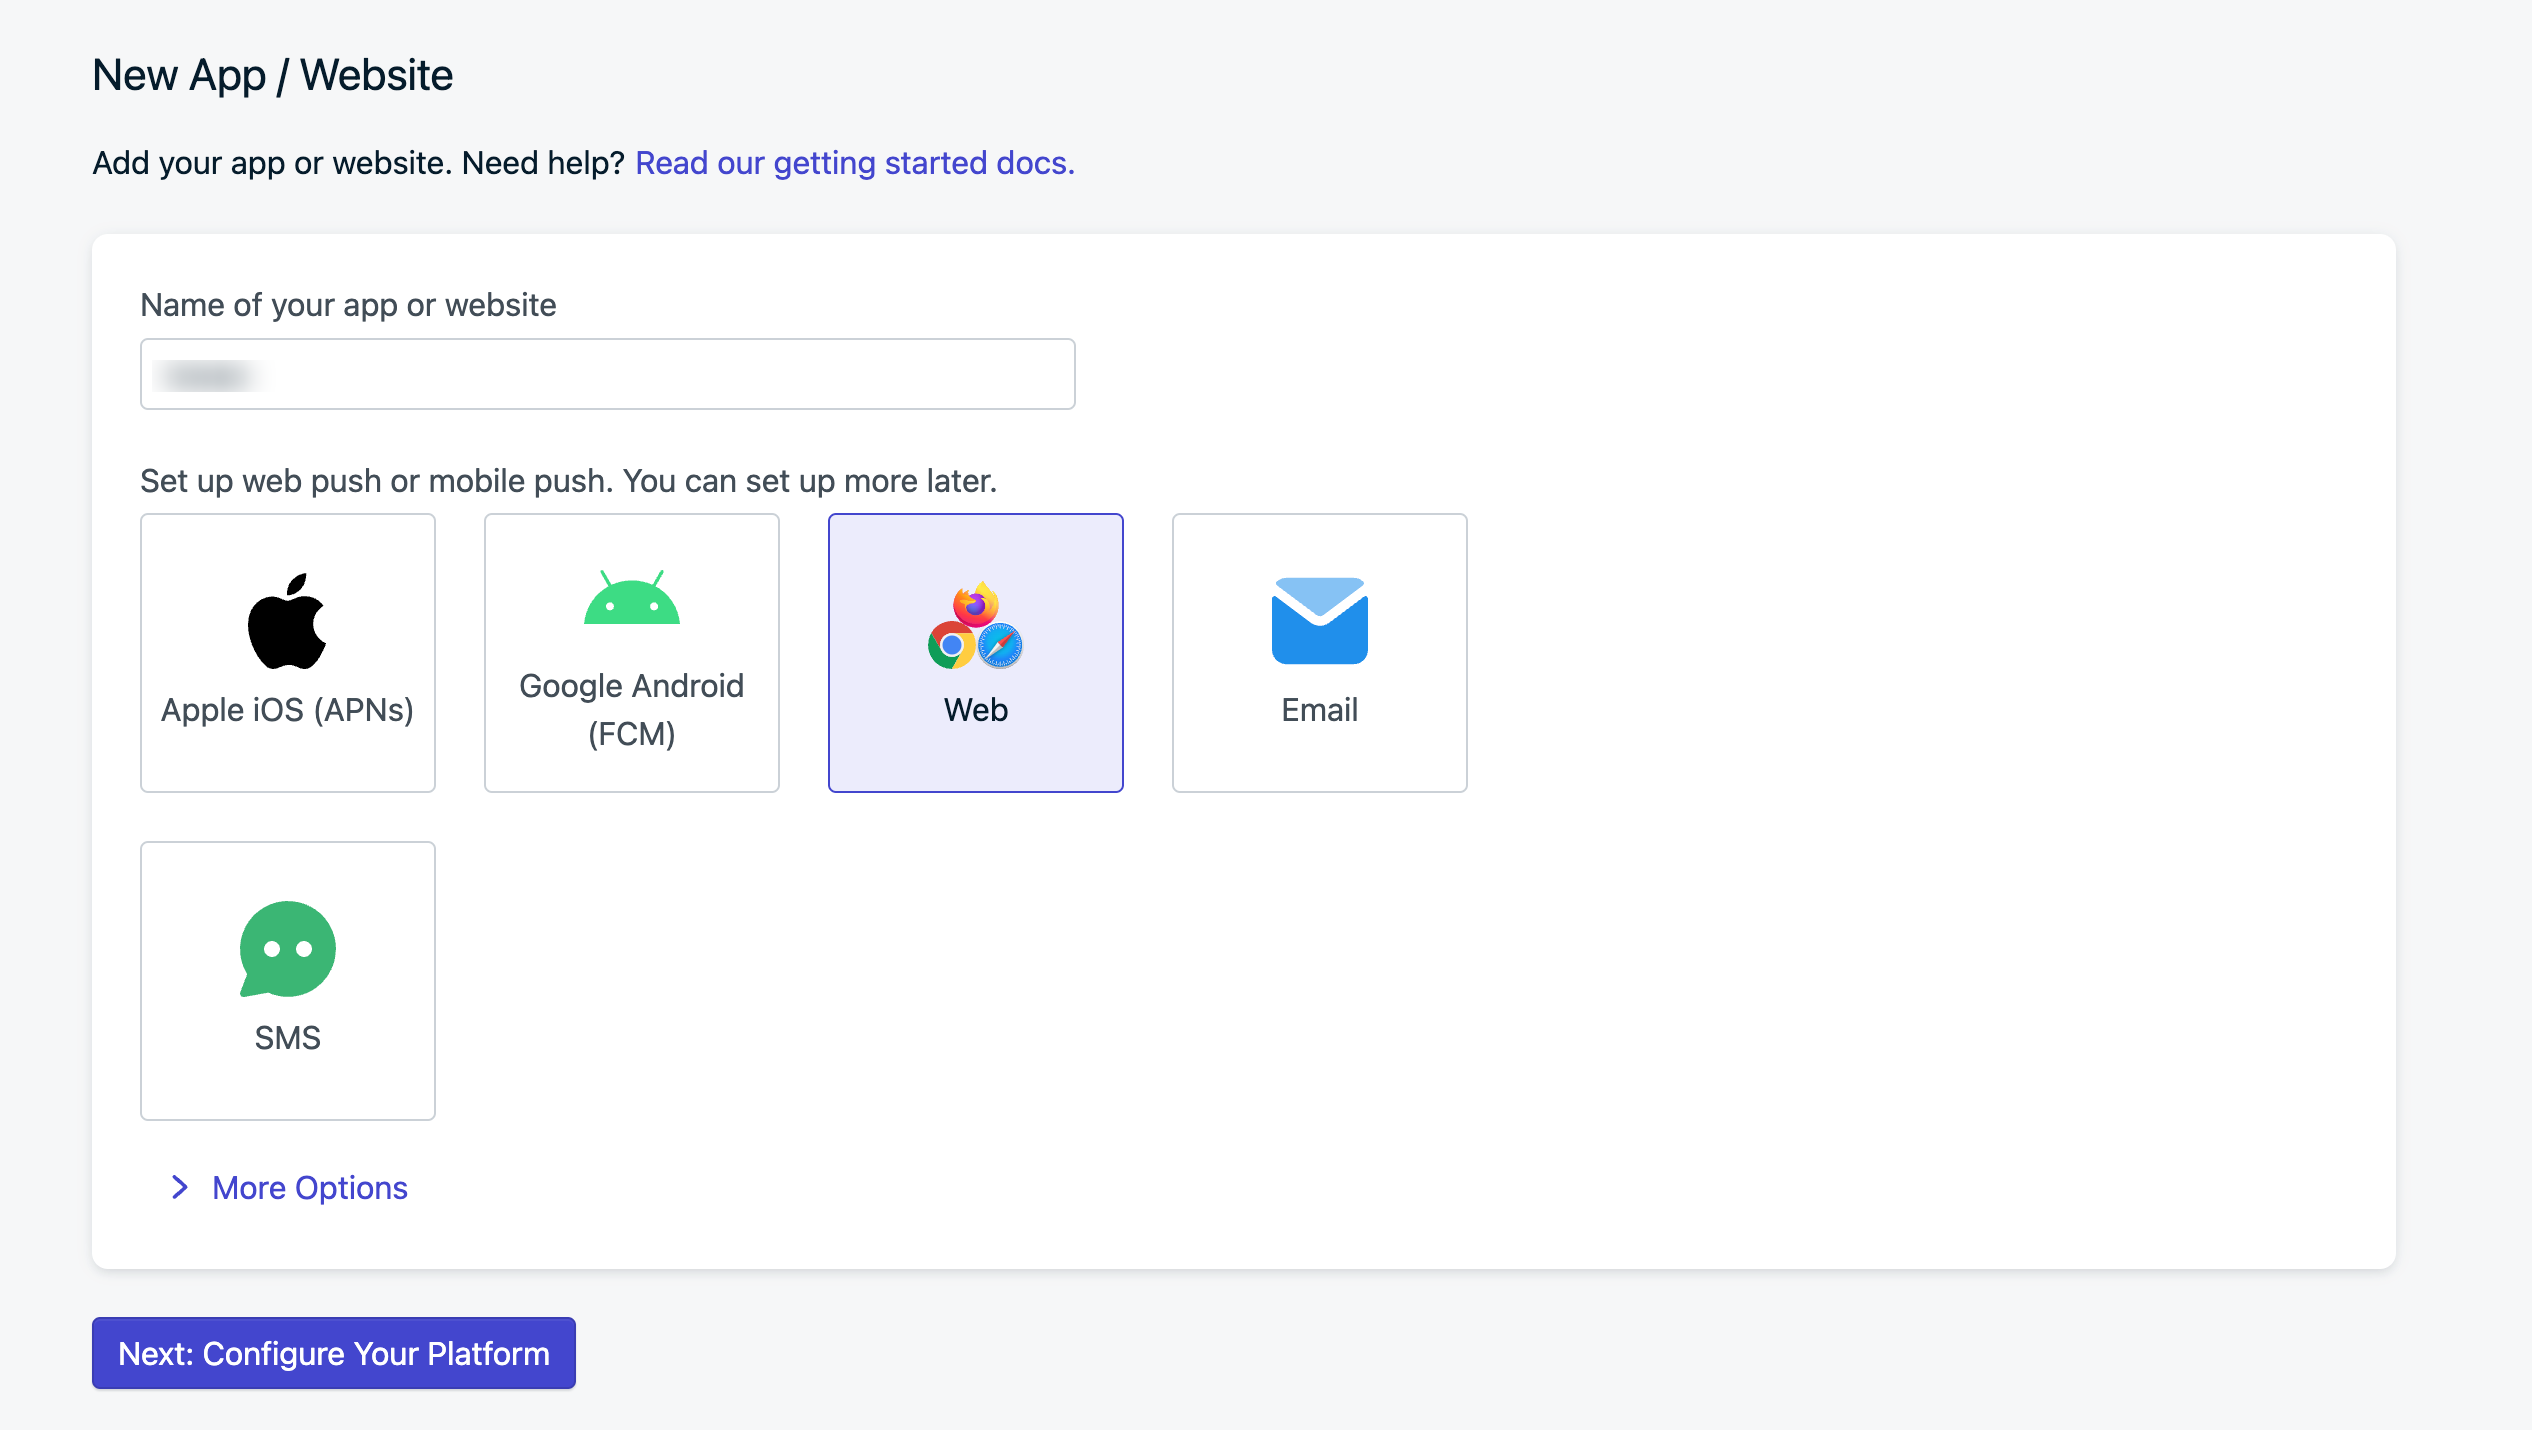 New App / Website
Add your app or website. Need help? Read our getting started docs.
Name of your app or website
Set up web push or mobile push. You can set up more later.
Apple iOS (APNs)
Google Android
(FCM)
Web
Email
SMS
More Options
Next: Configure Your Platform